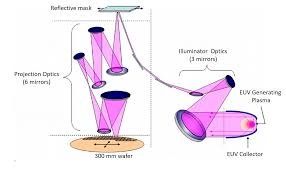 Reflective mask
Illuminator Optics
(3 mirrors)
Projection Optics
(6 mirrors)
EUV Generating
Plasma
300 mm wafer
EUV Collector